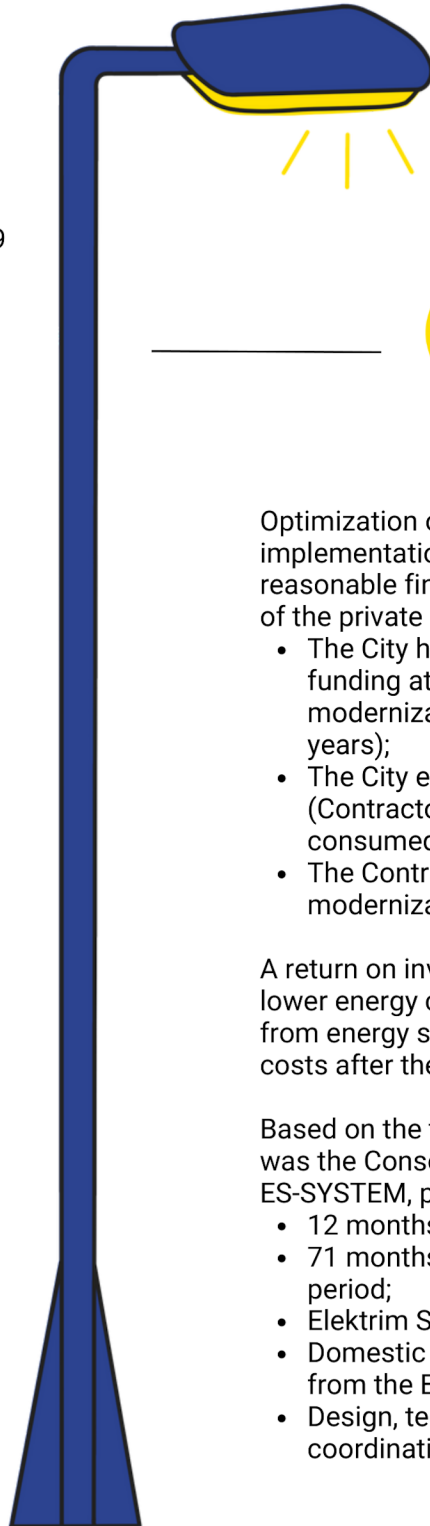 9
Optimization
implementatio
reasonable fin
of the private
• The City h
funding at
moderniza
years);
• The City e
(Contracto
consumed
• The Contr
moderniza
A return on inv
lower energy
from energy s
costs after the
Based on the
was the Conso
ES-SYSTEM, p
• 12 months
• 71 months
period;
• Elektrim S
• Domestic
from the E
• Design, te
coordinati